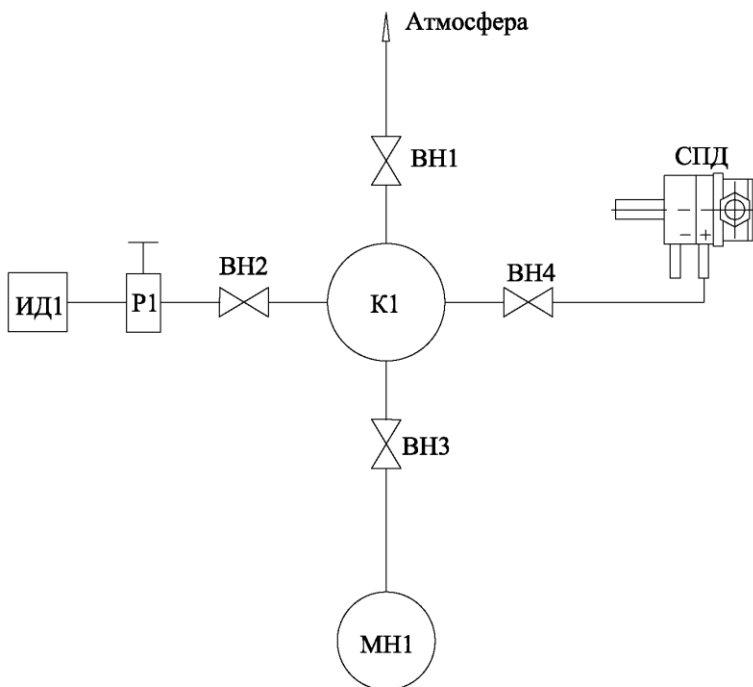 Атмосфера
ВН1
СПД
ВН2
ВН4
ИД1
Р1
К1
- +
ВН3
МН1